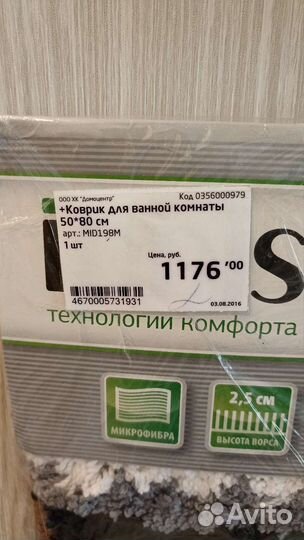 ООО ХК "Домоцентр"
Код 0356000979
+Коврик для ванной комнаты
50*80 см
арт.: MID198M
1 шт
Цена, руб.
1176,00
4670005731931
03.08.2016
S
технологии комфорта
2,5 см
МИКРОФИБРА
ВЫСОТА ВОРСА
Avito